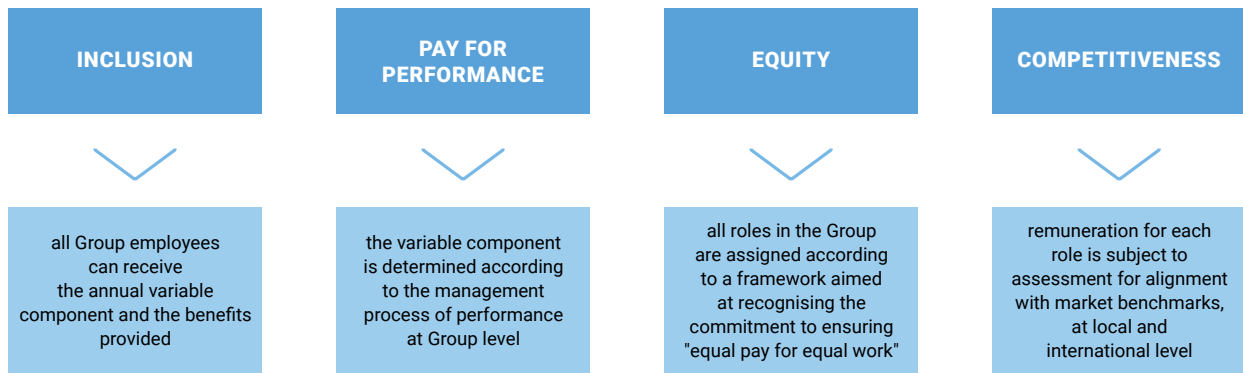 INCLUSION
all Group employees
can receive
the annual variable
component and the benefits
provided
PAY FOR
PERFORMANCE
the variable component
is determined according
to the management
process of performance
at Group level
EQUITY
all roles in the Group
are assigned according
to a framework aimed
at recognising the
commitment to ensuring
"equal pay for equal work"
COMPETITIVENESS
remuneration for each
role is subject to
assessment for alignment
with market benchmarks,
at local and
international level